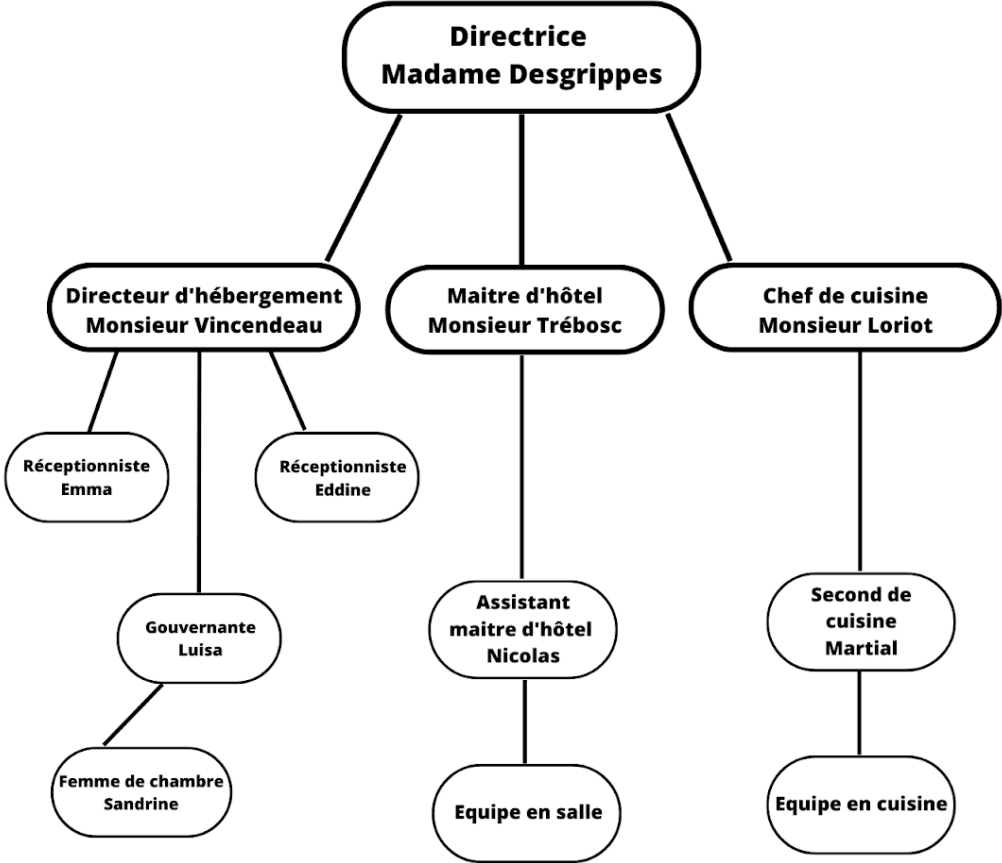 Directrice
Madame Desgrippes
Directeur d'hébergement
Monsieur Vincendeau
Maitre d'hôtel
Monsieur Trébosc
Chef de cuisine
Monsieur Loriot
Réceptionniste
Emma
Réceptionniste
Eddine
Gouvernante
Luisa
Assistant
maitre d'hôtel
Nicolas
Second de
cuisine
Martial
Femme de chambre
Sandrine
Equipe en salle
Equipe en cuisine